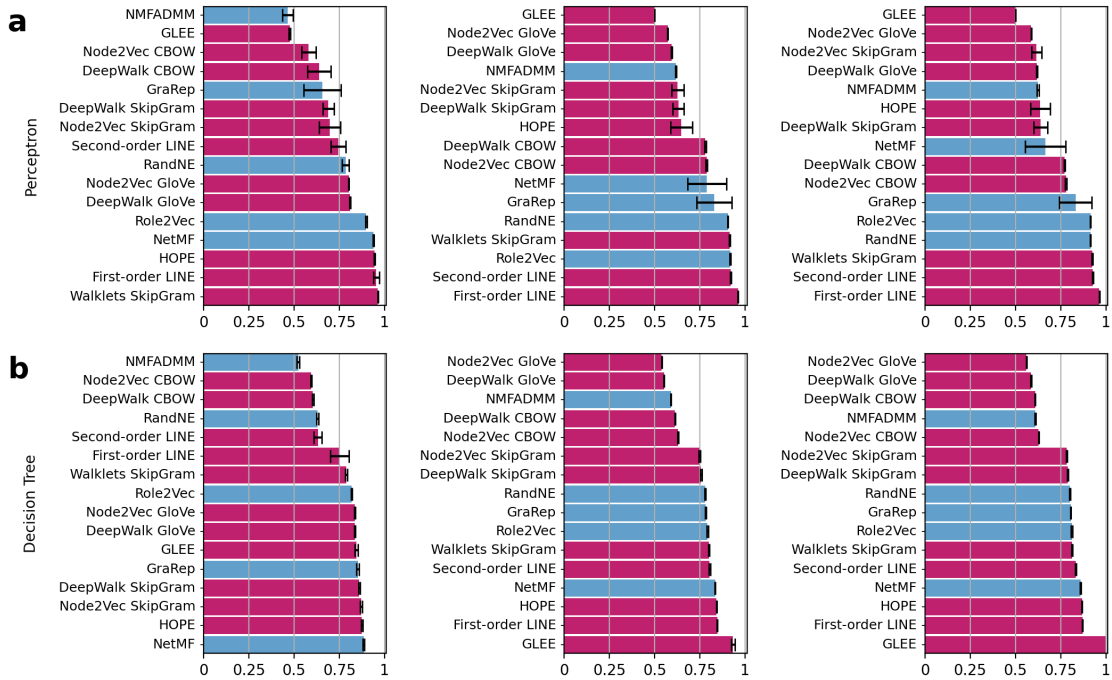 a
Perceptron
NMFADMM
GLEE
Node2Vec CBOW
DeepWalk CBOW
GraRep
DeepWalk SkipGram
Node2Vec SkipGram
Second-order LINE
RandNE
Node2Vec GloVe
DeepWalk GloVe
Role2Vec
NetMF
HOPE
First-order LINE
Walklets SkipGram
0 0.25 0.5 0.75 1
GLEE
Node2Vec GloVe
DeepWalk GloVe
NMFADMM
Node2Vec SkipGram
DeepWalk SkipGram
HOPE
DeepWalk CBOW
Node2Vec CBOW
NetMF
GraRep
RandNE
Walklets SkipGram
Role2Vec
Second-order LINE
First-order LINE
0 0.25 0.5 0.75 1
GLEE
Node2Vec GloVe
Node2Vec SkipGram
DeepWalk GloVe
NMFADMM
HOPE
DeepWalk SkipGram
NetMF
DeepWalk CBOW
Node2Vec CBOW
GraRep
Role2Vec
RandNE
Walklets SkipGram
Second-order LINE
First-order LINE
0 0.25 0.5 0.75 1
b
Decision Tree
NMFADMM
Node2Vec CBOW
DeepWalk CBOW
RandNE
Second-order LINE
First-order LINE
Walklets SkipGram
Role2Vec
Node2Vec GloVe
DeepWalk GloVe
GLEE
GraRep
DeepWalk SkipGram
Node2Vec SkipGram
HOPE
NetMF
0 0.25 0.5 0.75 1
Node2Vec GloVe
DeepWalk GloVe
NMFADMM
DeepWalk CBOW
Node2Vec CBOW
Node2Vec SkipGram
DeepWalk SkipGram
RandNE
GraRep
Role2Vec
Walklets SkipGram
Second-order LINE
NetMF
HOPE
First-order LINE
GLEE
0 0.25 0.5 0.75 1
Node2Vec GloVe
DeepWalk GloVe
DeepWalk CBOW
NMFADMM
Node2Vec CBOW
Node2Vec SkipGram
DeepWalk SkipGram
RandNE
GraRep
Role2Vec
Walklets SkipGram
Second-order LINE
NetMF
HOPE
First-order LINE
GLEE
0 0.25 0.5 0.75 1